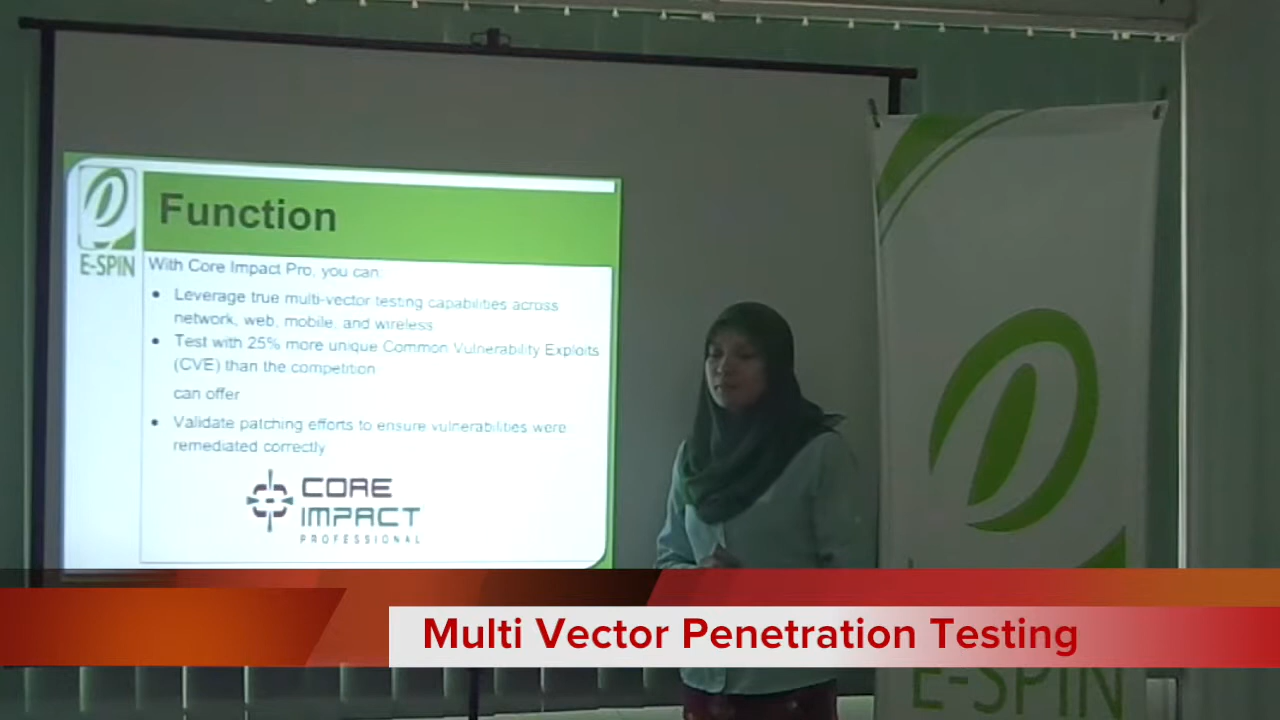 Function
E-SPIN
With Core Impact Pro, you can:
• Leverage true multi-vector testing capabilities across
network, web, mobile, and wireless
• Test with 25% more unique Common Vulnerability Exploits
(CVE) than the competition
can offer
• Validate patching efforts to ensure vulnerabilities were
remediated correctly
CORE
IMPACT
PROFESSIONAL
Multi Vector Penetration Testing
E-SPIN